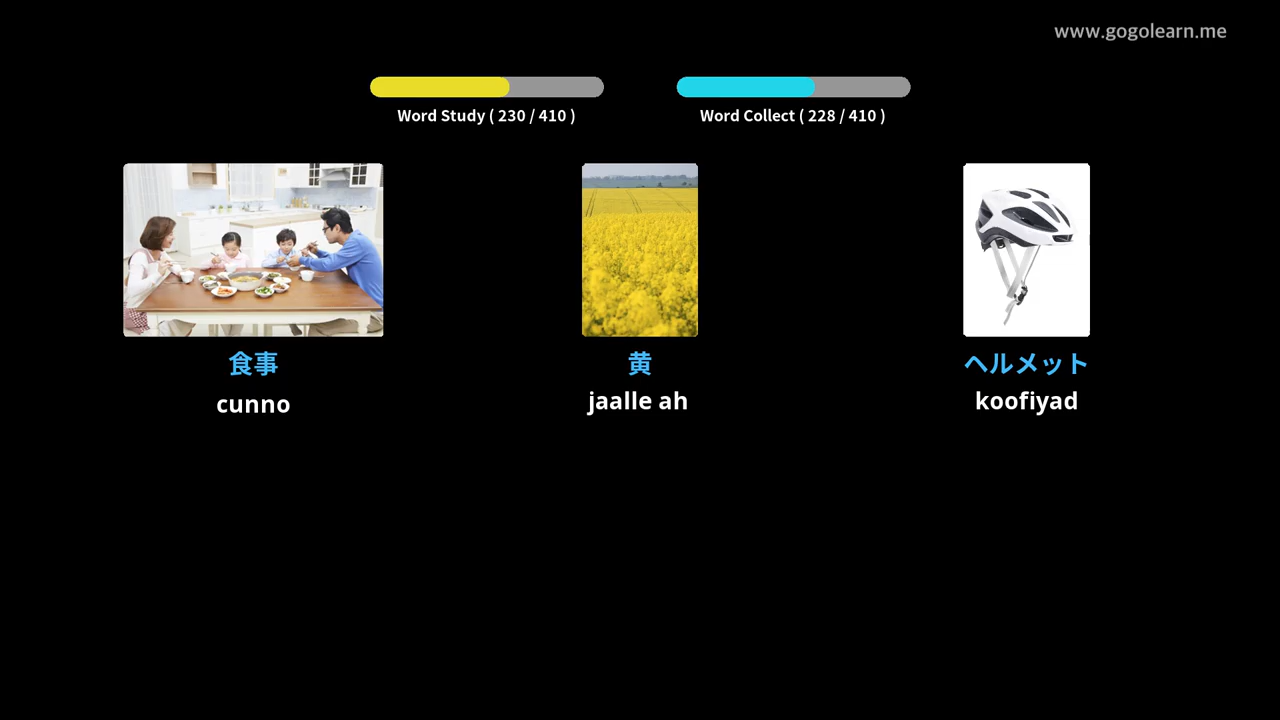 www.gogolearn.me
Word Study ( 230 / 410 )
Word Collect ( 228 / 410 )
食事
cunno
黄
jaalle ah
ヘルメット
koofiyad